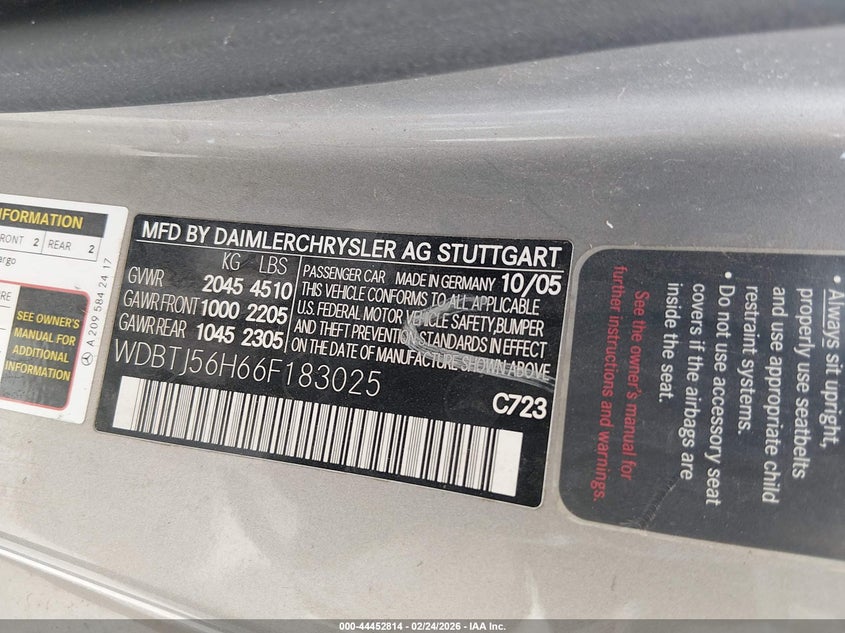 NFORMATION
RONT 2 REAR 2
argo
RE
SEE OWNER'S
MANUAL FOR
ADDITIONAL
INFORMATION
A 209 584 24 17
MFD BY DAIMLERCHRYSLER AG STUTTGART
KG LBS
GVWR 2045 4510
GAWR FRONT 1000 2205
GAWR REAR 1045 2305
PASSENGER CAR MADE IN GERMANY 10/05
THIS VEHICLE CONFORMS TO ALL APPLICABLE
U.S. FEDERAL MOTOR VEHICLE SAFETY,BUMPER
AND THEFT PREVENTION STANDARDS IN EFFECT
ON THE DATE OF MANUFACTURE SHOWN ABOVE
WDBTJ56H66F183025
C723
• Always sit upright,
properly use seatbelts
and use appropriate child
restraint systems.
• Do not use accessory seat
covers if the airbags are
inside the seat.
See the owner's manual for
further instructions and warnings.
000-44452814 - 02/24/2026 - IAA Inc.